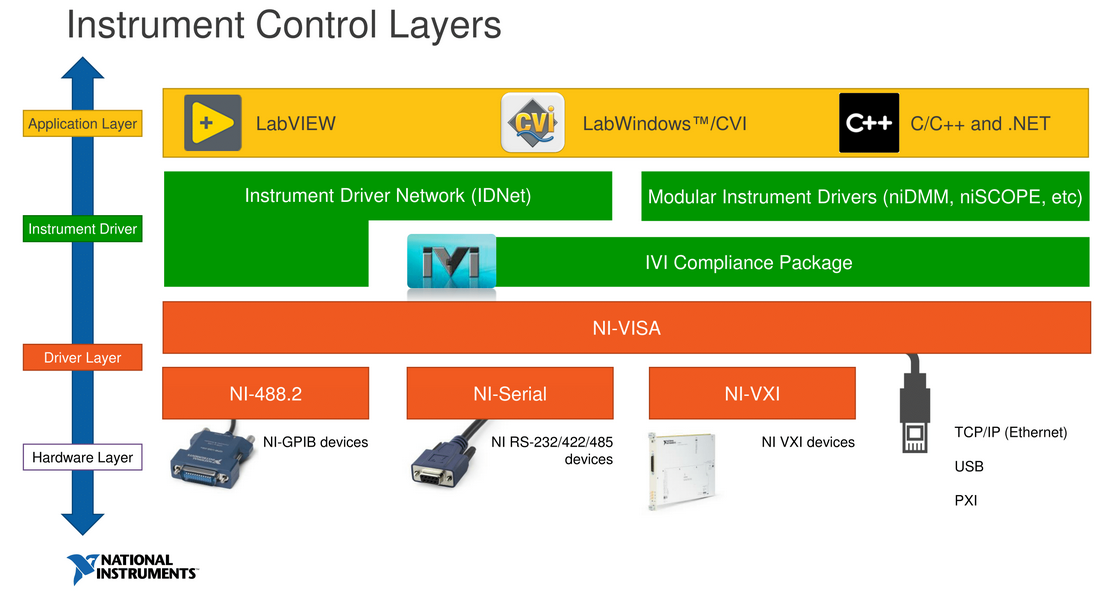 Instrument Control Layers
Application Layer
LabVIEW
CVi
LabWindows™/CVI
C++
C/C++ and .NET
Instrument Driver
Instrument Driver Network (IDNet)
Modular Instrument Drivers (niDMM, niSCOPE, etc)
IVI
IVI Compliance Package
Driver Layer
NI-VISA
NI-488.2
NI-Serial
NI-VXI
Hardware Layer
NI-GPIB devices
NI RS-232/422/485
devices
NI VXI devices
TCP/IP (Ethernet)
USB
PXI
NATIONAL
INSTRUMENTS™